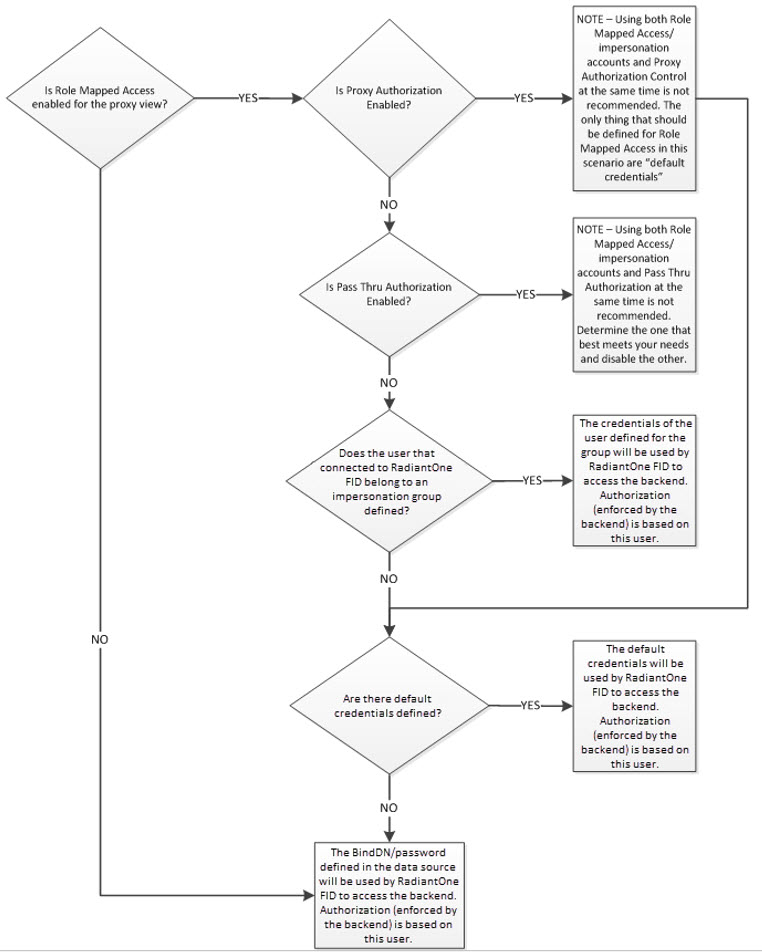 Is Role Mapped Access
enabled for the proxy view?
YES
Is Proxy Authorization
Enabled?
YES
NOTE – Using both Role
Mapped Access/
impersonation
accounts and Proxy
Authorization Control
at the same time is not
recommended. The
only thing that should
be defined for Role
Mapped Access in this
scenario are “default
credentials”
NO
Is Pass Thru Authorization
Enabled?
YES
NOTE – Using both Role
Mapped Access/
impersonation
accounts and Pass Thru
Authorization at the
same time is not
recommended.
Determine the one that
best meets your needs
and disable the other.
NO
Does the user that
connected to RadiantOne
FID belong to an
impersonation group
defined?
YES
The credentials of the
user defined for the
group will be used by
RadiantOne FID to
access the backend.
Authorization
(enforced by the
backend) is based on
this user.
NO
NO
Are there default
credentials defined?
YES
The default
credentials will be
used by RadiantOne
FID to access the
backend.
Authorization
(enforced by the
backend) is based on
this user.
NO
The BindDN/password
defined in the data source
will be used by RadiantOne
FID to access the backend.
Authorization (enforced by
the backend) is based on
this user.